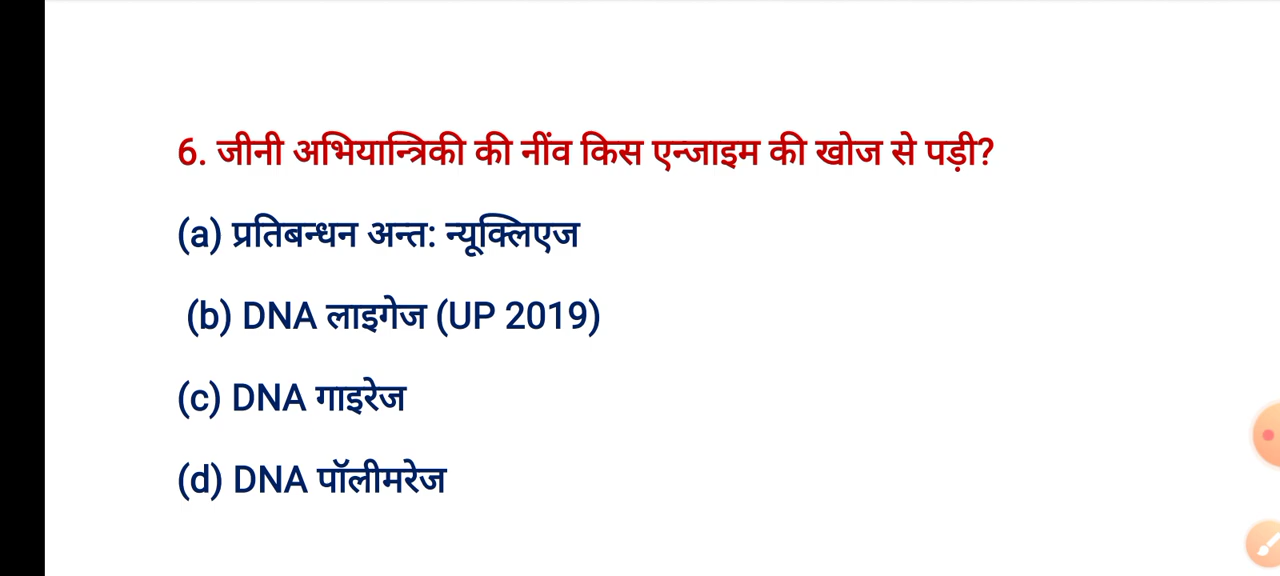 6. जीनी अभियान्त्रिकी की नींव किस एन्जाइम की खोज से पड़ी?
(a) प्रतिबन्धन अन्त: न्यूक्लिएज
(b) DNA लाइगेज (UP 2019)
(c) DNA गाइरेज
(d) DNA पॉलीमरेज